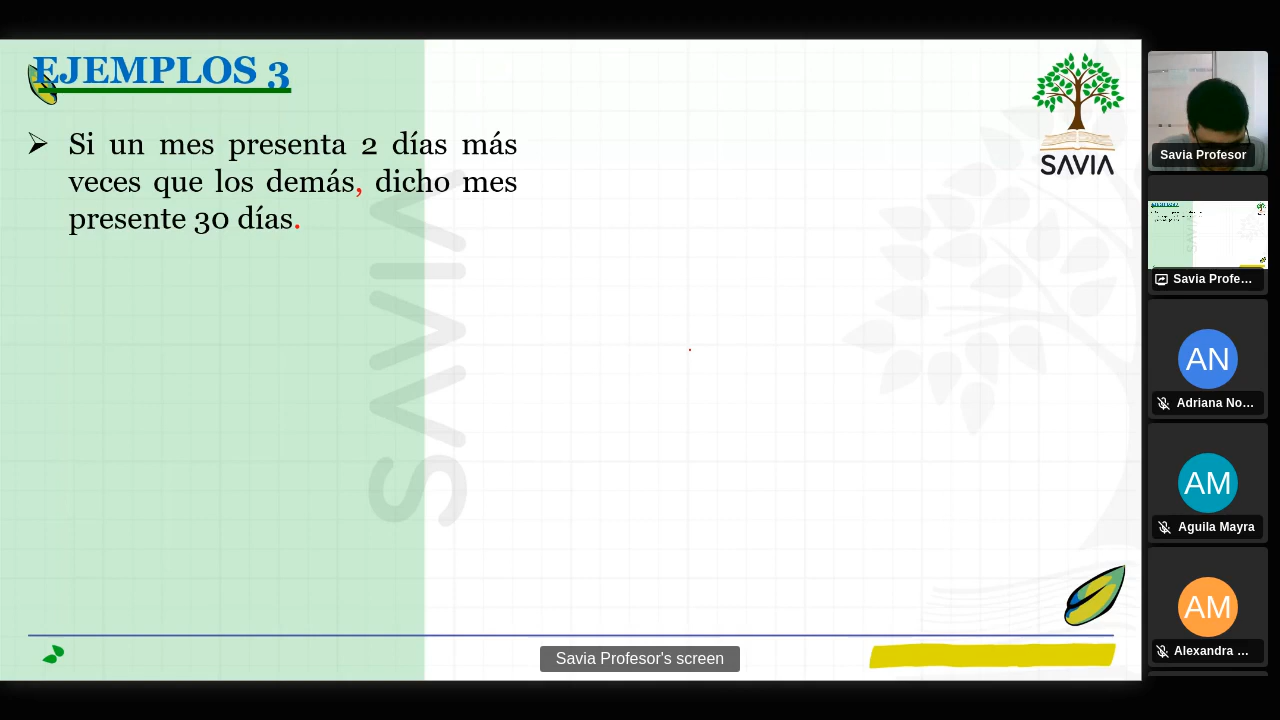 EJEMPLOS 3
➢ Si un mes presenta 2 días más
veces que los demás, dicho mes
presente 30 días.
SAVIA
SAVIA
Savia Profesor's screen
Savia Profesor
Savia Profe...
AN
Adriana No...
AM
Aguila Mayra
AM
Alexandra ...